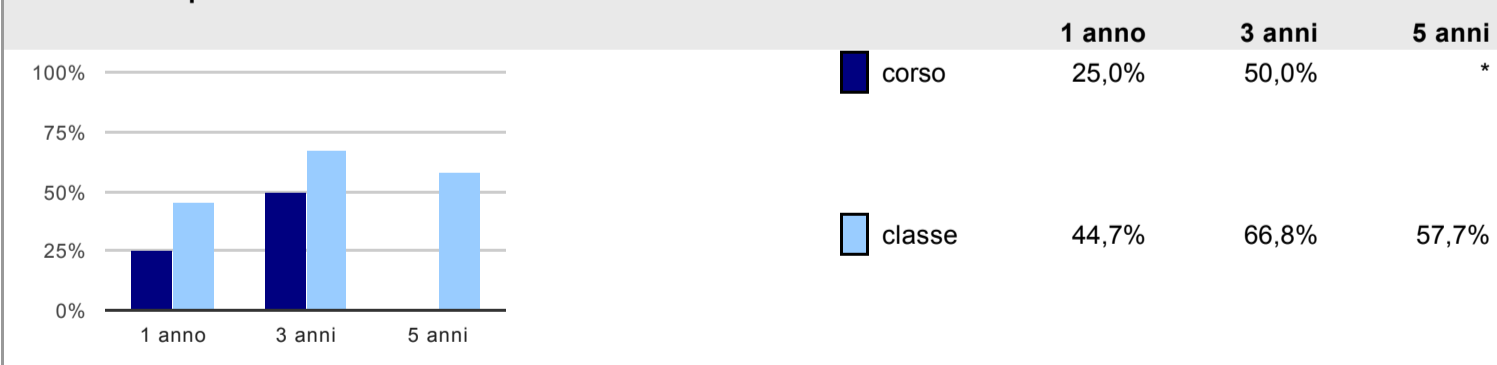 1 anno 3 anni 5 anni
100%
75%
50%
25%
0%
1 anno 3 anni 5 anni
corso 25,0% 50,0% *
classe 44,7% 66,8% 57,7%